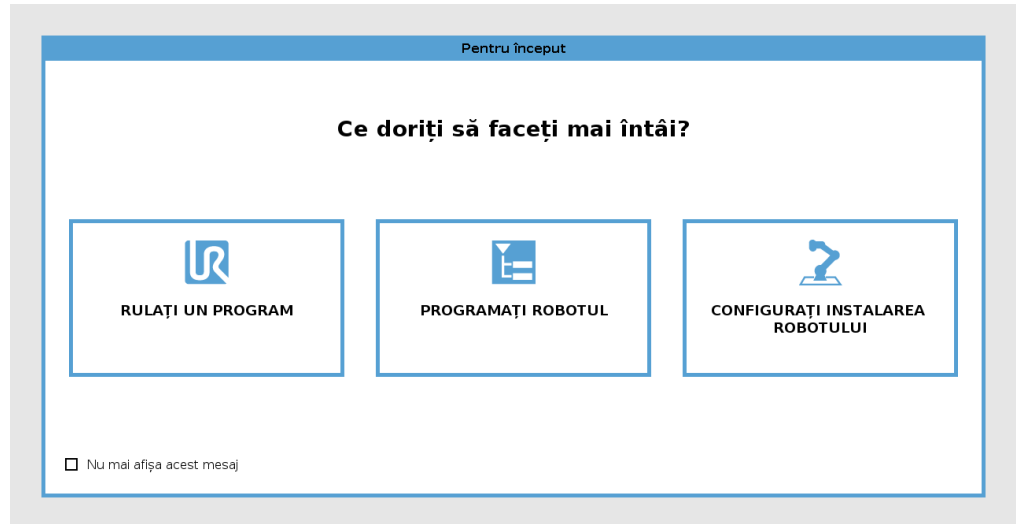 Pentru început
Ce doriți să faceți mai întâi?
RULAȚI UN PROGRAM
PROGRAMAȚI ROBOTUL
CONFIGURAȚI INSTALAREA
ROBOTULUI
Nu mai afișa acest mesaj